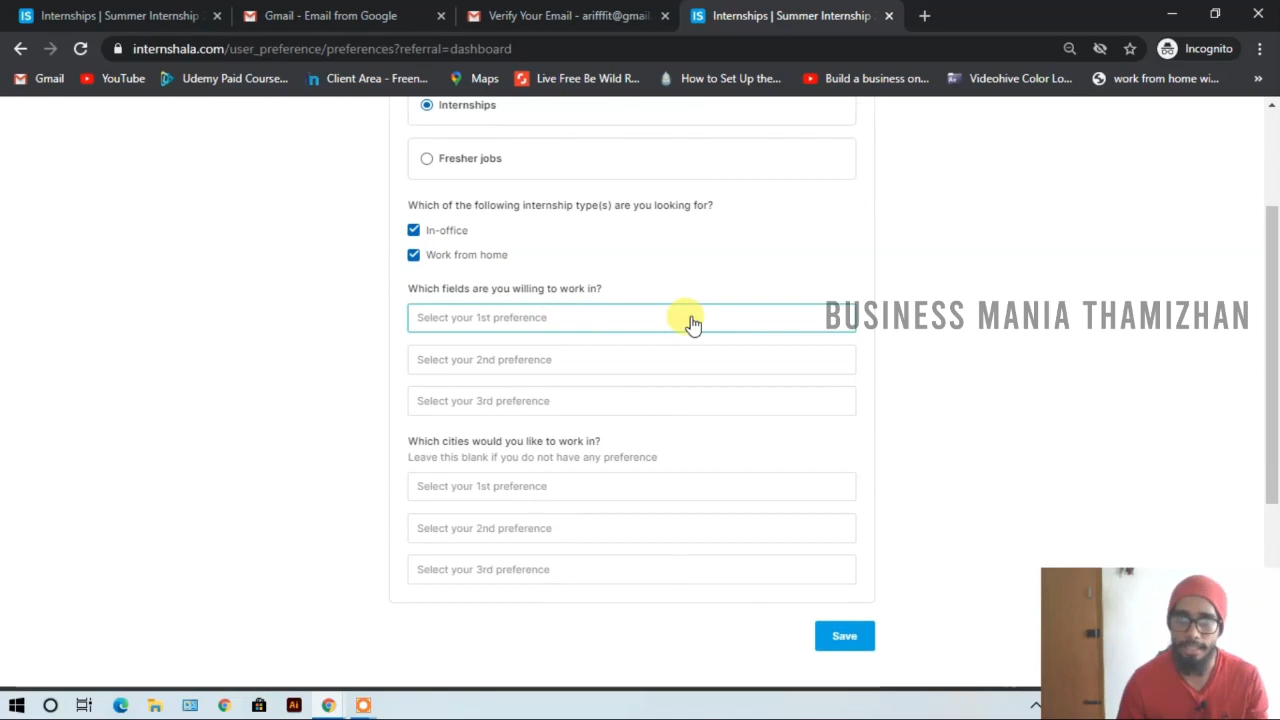 Internships | Summer Internship
Gmail - Email from Google
Verify Your Email - arifffit@gmail
Internships | Summer Internship
internshala.com/user_preference/preferences?referral=dashboard
Incognito
Gmail
YouTube
Udemy Paid Course...
Client Area - Freen...
Maps
Live Free Be Wild R...
How to Set Up the...
Build a business on...
Videohive Color Lo...
work from home wi...
Internships
Fresher jobs
Which of the following internship type(s) are you looking for?
In-office
Work from home
Which fields are you willing to work in?
Select your 1st preference
BUSINESS MANIA THAMIZHAN
Select your 2nd preference
Select your 3rd preference
Which cities would you like to work in?
Leave this blank if you do not have any preference
Select your 1st preference
Select your 2nd preference
Select your 3rd preference
Save